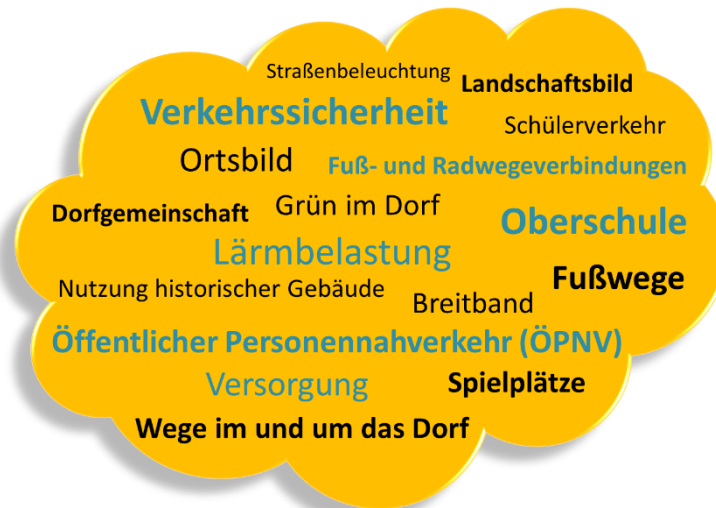 Straßenbeleuchtung
Landschaftsbild
Verkehrssicherheit
Schülerverkehr
Ortsbild
Fuß- und Radwegeverbindungen
Dorfgemeinschaft
Grün im Dorf
Oberschule
Lärmbelastung
Fußwege
Nutzung historischer Gebäude
Breitband
Öffentlicher Personennahverkehr (ÖPNV)
Versorgung
Spielplätze
Wege im und um das Dorf